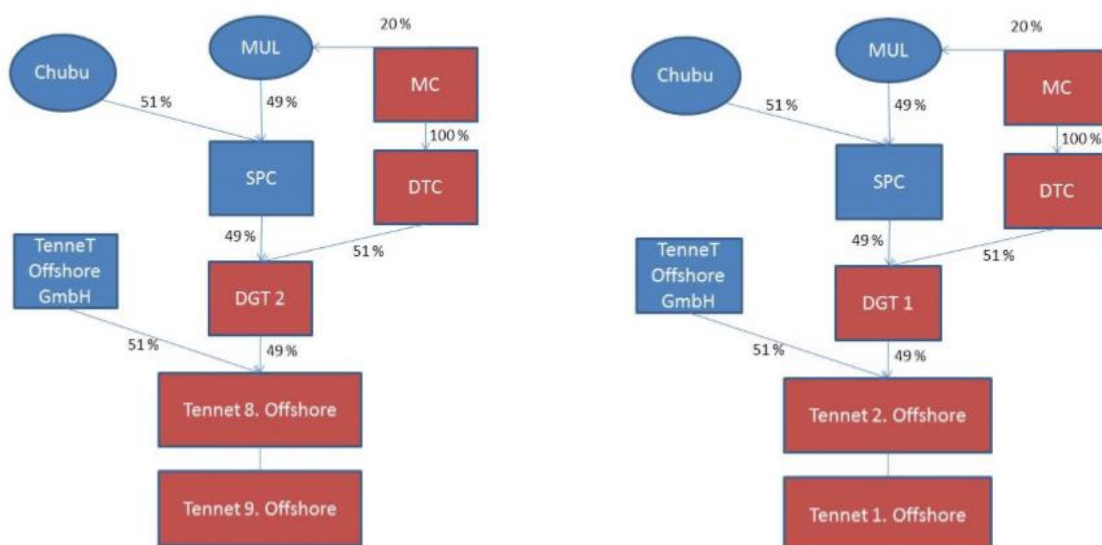 20 %
MUL
Chubu
MC
51 %
49 %
100 %
SPC
DTC
49 %
51 %
TenneT
Offshore
GmbH
DGT 2
51 %
49 %
Tennet 8. Offshore
Tennet 9. Offshore
20 %
MUL
Chubu
MC
51 %
49 %
100 %
SPC
DTC
49 %
51 %
TenneT
Offshore
GmbH
DGT 1
51 %
49 %
Tennet 2. Offshore
Tennet 1. Offshore